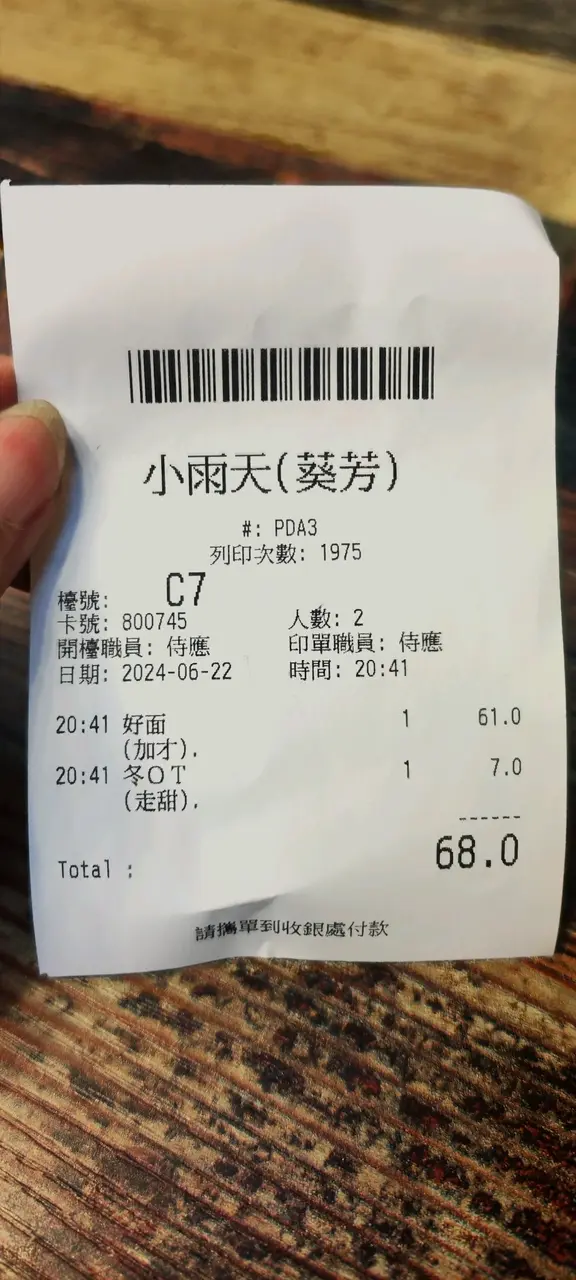 小雨天(葵芳)
#: PDA3
列印次數: 1975
檯號: C7
卡號: 800745 人數: 2
開檯職員: 侍應 印單職員: 侍應
日期: 2024-06-22 時間: 20:41
20:41 好面 1 61.0
(加才).
20:41 冬OT 1 7.0
(走甜).
------
Total : 68.0
請攜單到收銀處付款